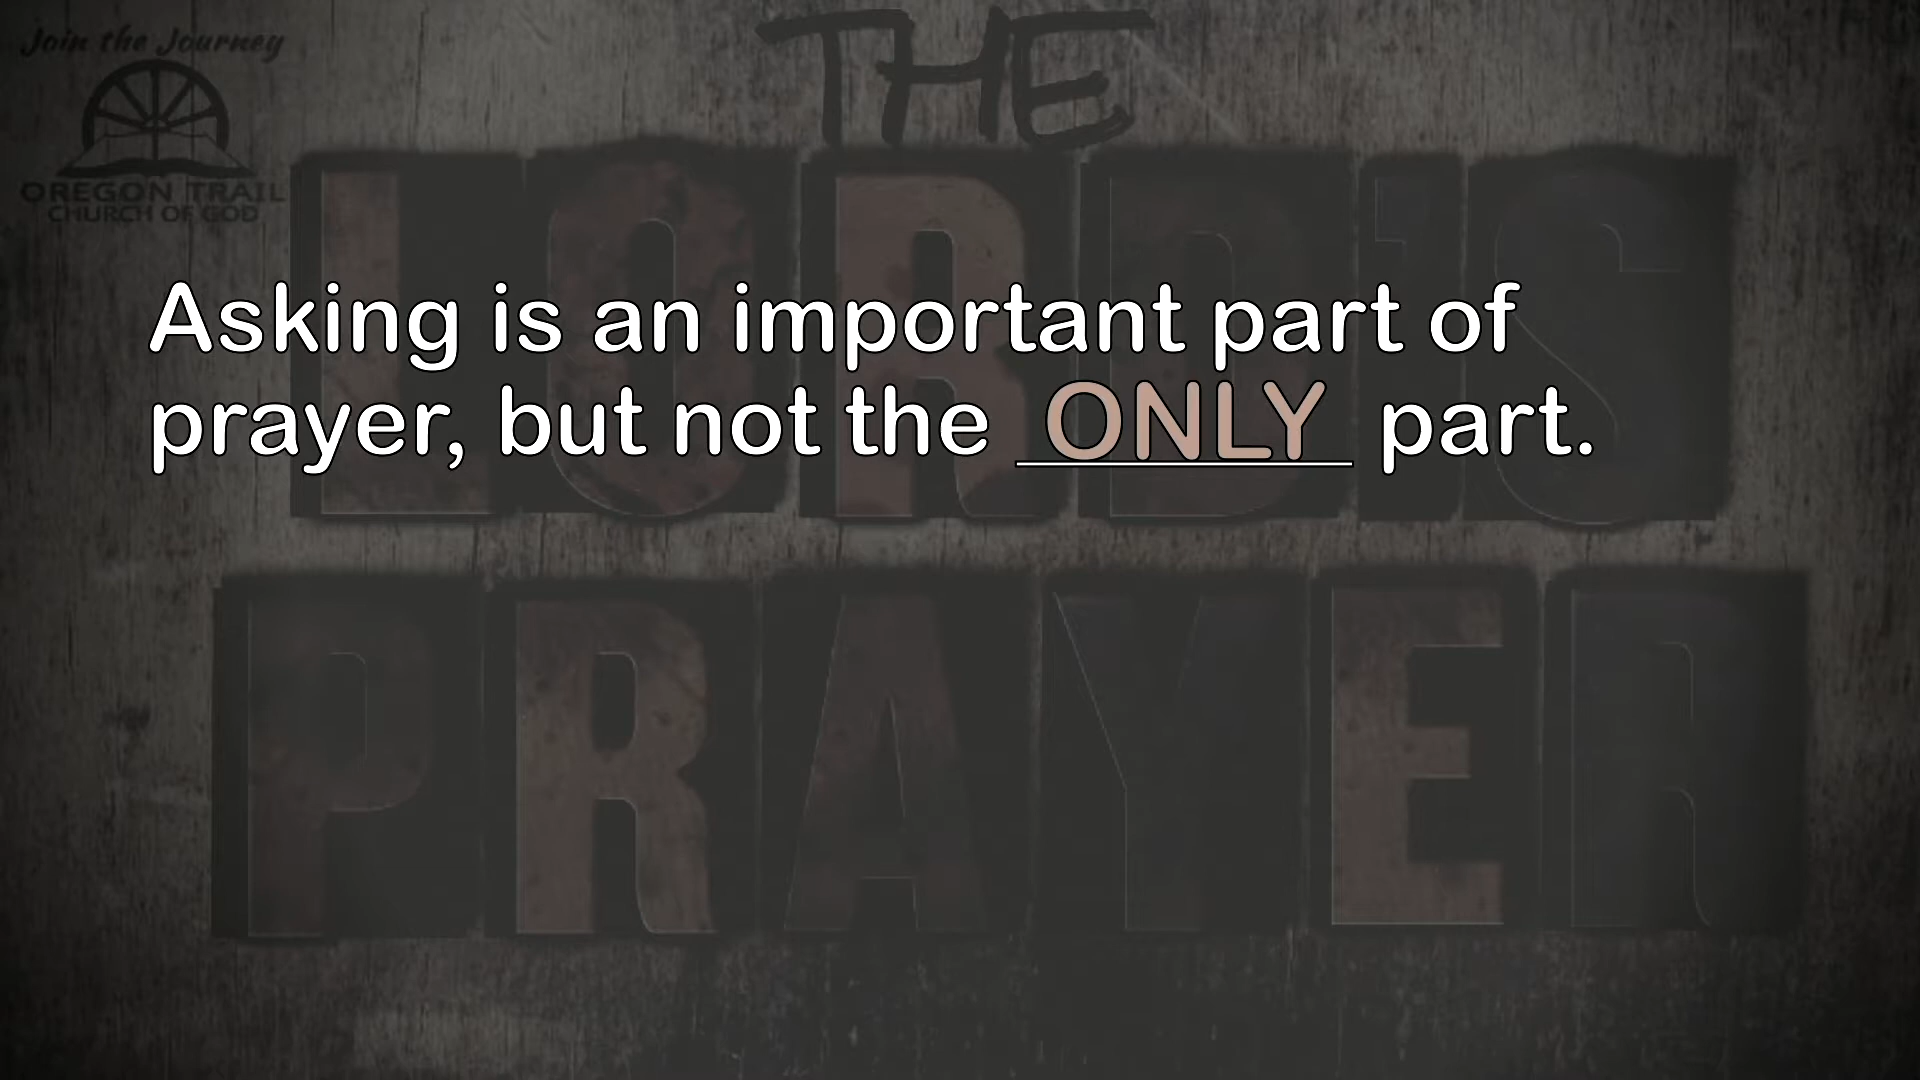 Join the Journey
OREGON TRAIL
CHURCH OF GOD
THE
LORD'S
PRAYER
Asking is an important part of
prayer, but not the ONLY part.